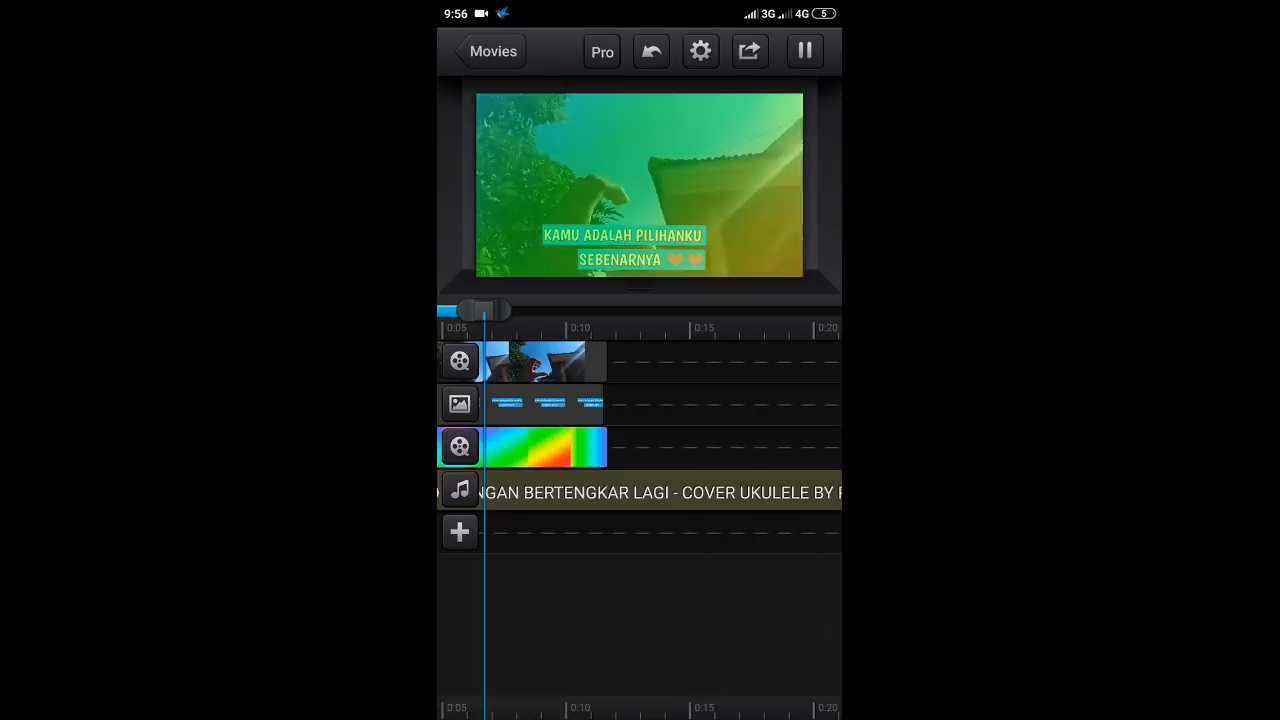 9:56 3G 4G 5
Movies Pro
KAMU ADALAH PILIHANKU
SEBENARNYA 🧡🧡
0:05 0:10 0:15 0:20
NGAN BERTENGKAR LAGI - COVER UKULELE BY
0:05 0:10 0:15 0:20